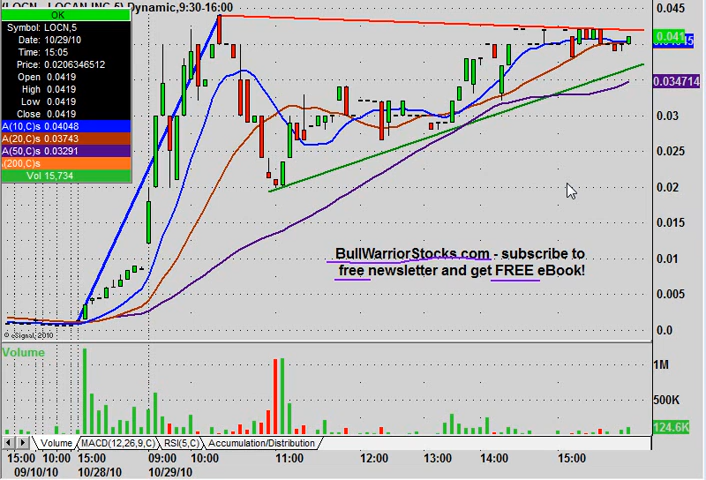 (LOCN - LOCAN INC,5) Dynamic,9:30-16:00
OK
Symbol: LOCN,5
Date: 10/29/10
Time: 15:05
Price: 0.0206346512
Open 0.0419
High 0.0419
Low 0.0419
Close 0.0419
A(10,C)s 0.04048
A(20,C)s 0.03743
A(50,C)s 0.03291
A(200,C)s
Vol 15,734
0.045
0.041
0.034714
0.03
0.025
0.02
0.015
0.01
0.005
0.0
BullWarriorStocks.com - subscribe to
free newsletter and get FREE eBook!
© eSignal, 2010
Volume
1M
500K
124.6K
Volume MACD(12,26,9,C) RSI(5,C) Accumulation/Distribution
15:00 10:00 15:00 09:00 10:00 11:00 12:00 13:00 14:00 15:00
09/10/10 10/28/10 10/29/10